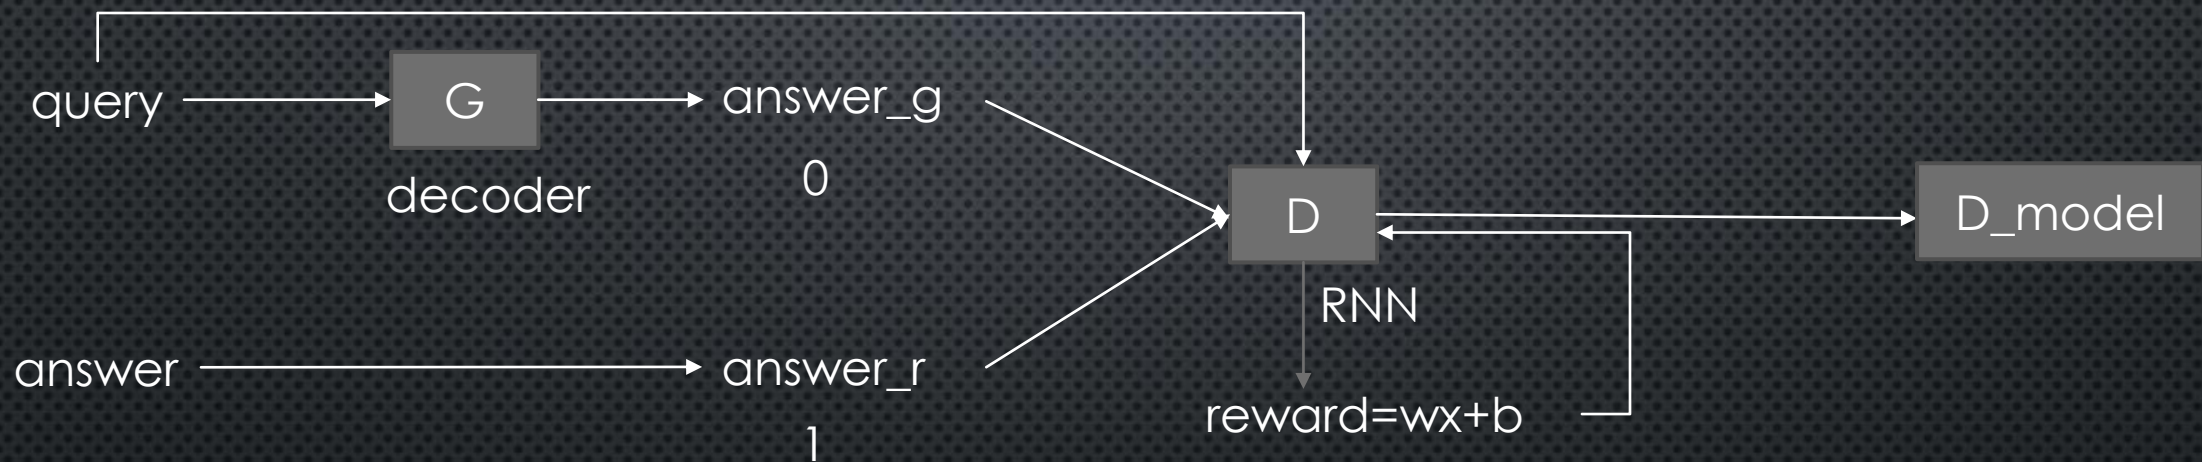 query
G
answer_g
decoder
0
D
D_model
RNN
answer
answer_r
reward=wx+b
1